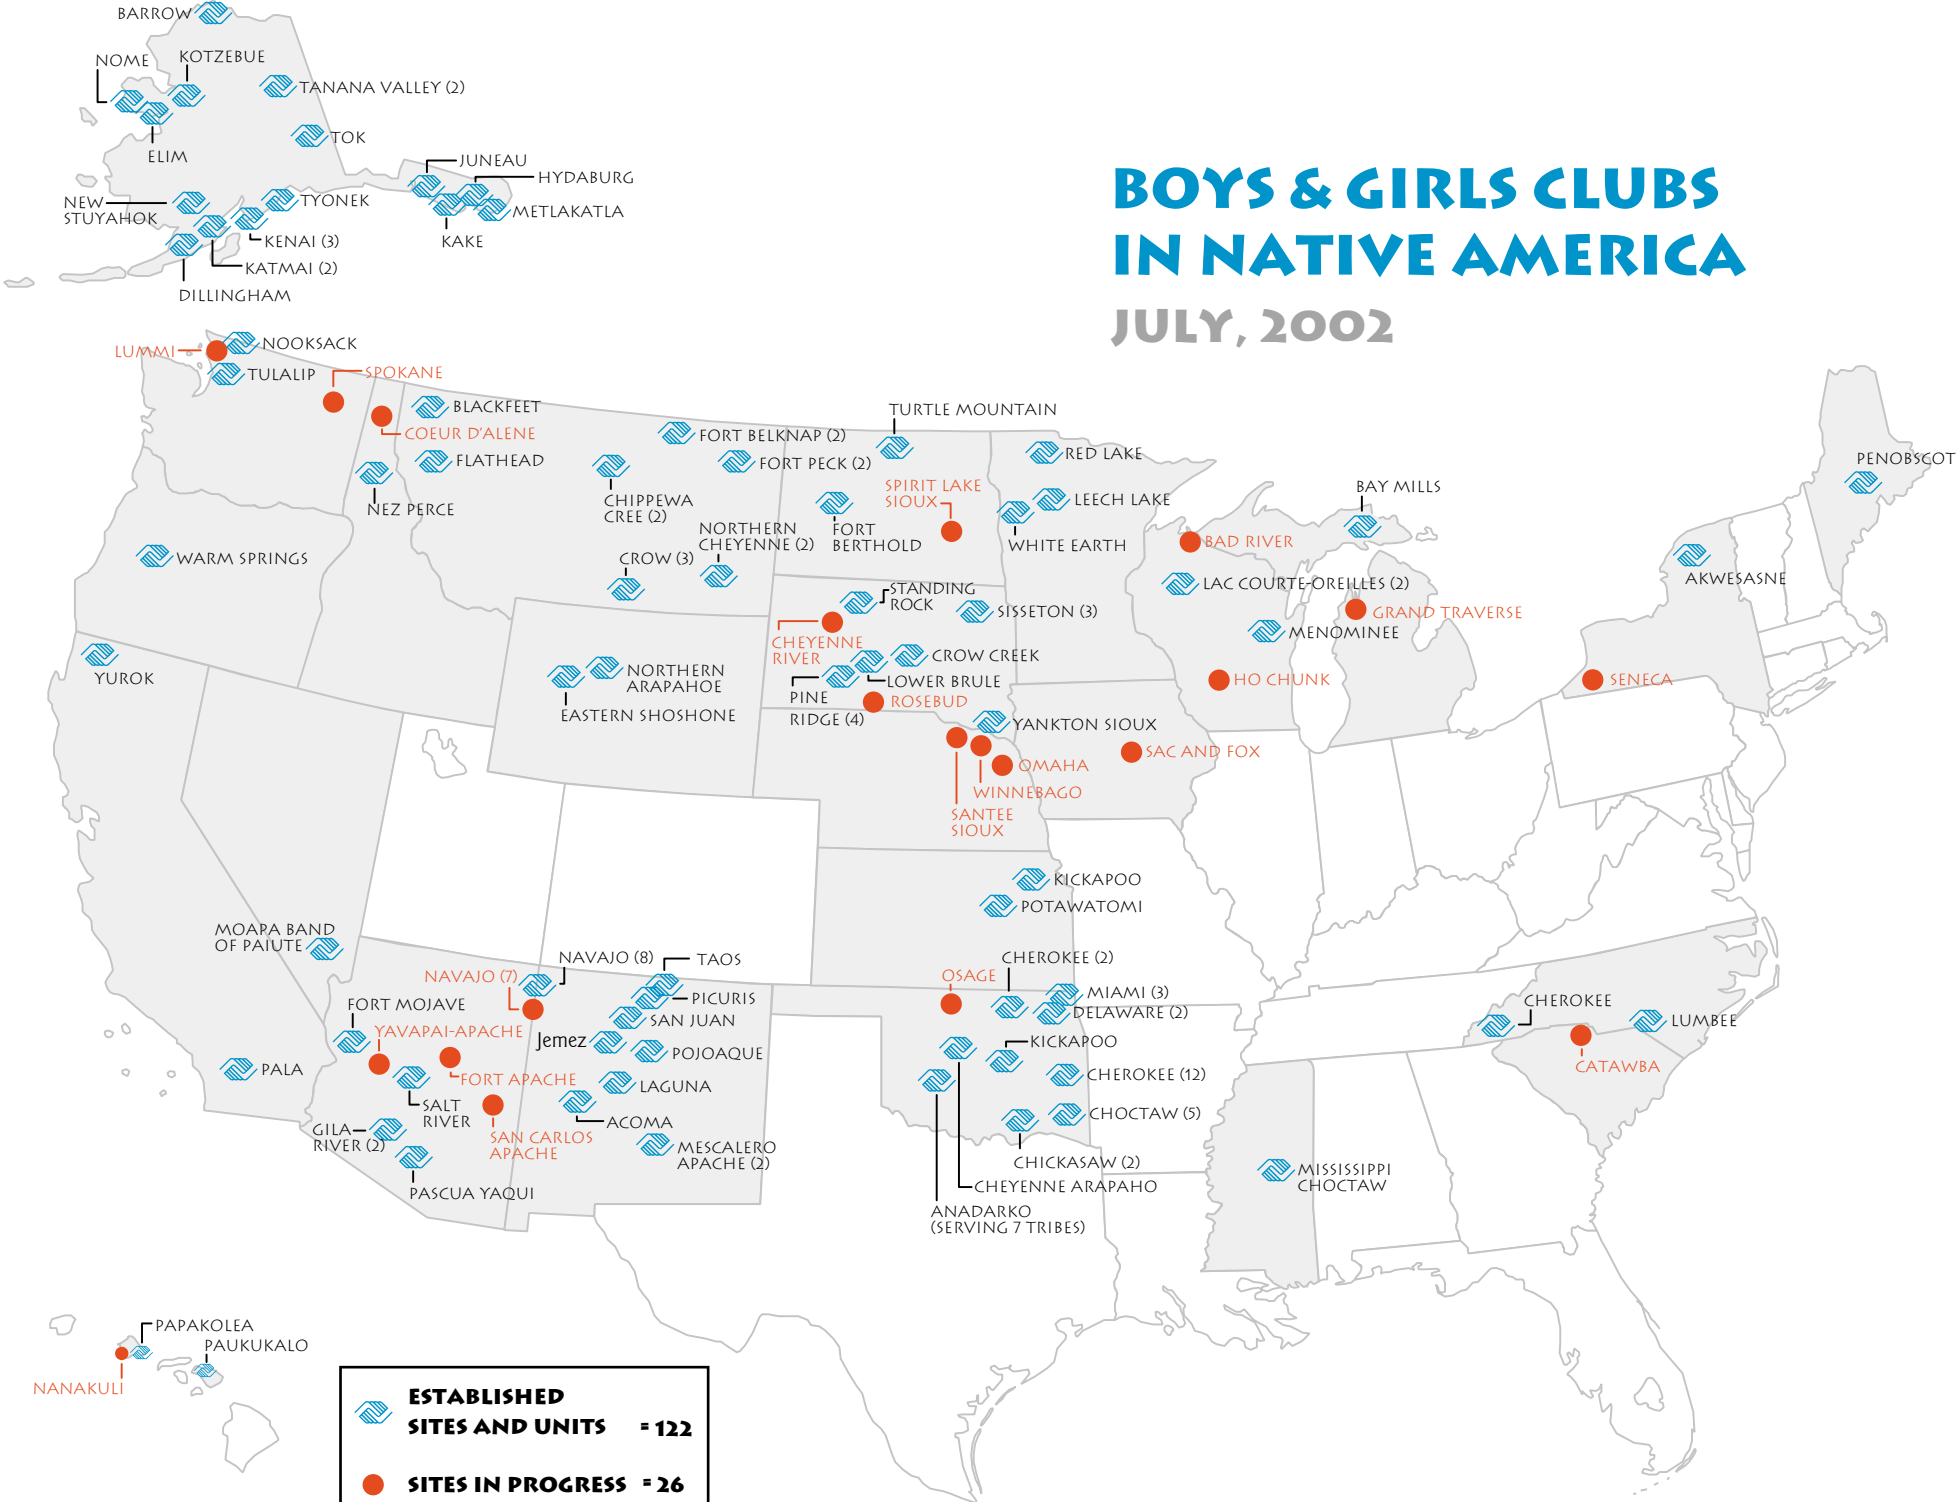 BARROW
NOME
KOTZEBUE
TANANA VALLEY (2)
TOK
ELIM
JUNEAU
HYDABURG
NEW
STUYAHOK
TYONEK
METLAKATLA
KENAI (3)
KAKE
KATMAI (2)
DILLINGHAM
BOYS & GIRLS CLUBS
IN NATIVE AMERICA
JULY, 2002
LUMMI
NOOKSACK
TULALIP
SPOKANE
BLACKFEET
COEUR D'ALENE
FLATHEAD
NEZ PERCE
FORT BELKNAP (2)
FORT PECK (2)
CHIPPEWA
CREE (2)
NORTHERN
CHEYENNE (2)
CROW (3)
TURTLE MOUNTAIN
SPIRIT LAKE
SIOUX
FORT
BERTHOLD
RED LAKE
LEECH LAKE
WHITE EARTH
BAY MILLS
BAD RIVER
LAC COURTE-OREILLES (2)
GRAND TRAVERSE
MENOMINEE
HO CHUNK
PENOBSCOT
AKWESASNE
SENECA
WARM SPRINGS
YUROK
STANDING
ROCK
SISSETON (3)
CHEYENNE
RIVER
CROW CREEK
LOWER BRULE
PINE
RIDGE (4)
ROSEBUD
NORTHERN
ARAPAHOE
EASTERN SHOSHONE
YANKTON SIOUX
SAC AND FOX
OMAHA
WINNEBAGO
SANTEE
SIOUX
KICKAPOO
POTAWATOMI
MOAPA BAND
OF PAIUTE
NAVAJO (8)
TAOS
NAVAJO (7)
PICURIS
FORT MOJAVE
SAN JUAN
YAVAPAI-APACHE
Jemez
POJOAQUE
PALA
FORT APACHE
LAGUNA
SALT
RIVER
ACOMA
GILA
RIVER (2)
SAN CARLOS
APACHE
MESCALERO
APACHE (2)
PASCUA YAQUI
CHEROKEE (2)
OSAGE
MIAMI (3)
DELAWARE (2)
KICKAPOO
CHEROKEE (12)
CHOCTAW (5)
CHICKASAW (2)
CHEYENNE ARAPAHO
ANADARKO
(SERVING 7 TRIBES)
CHEROKEE
LUMBEE
CATAWBA
MISSISSIPPI
CHOCTAW
PAPAKOLEA
PAUKUKALO
NANAKULI
ESTABLISHED
SITES AND UNITS = 122
SITES IN PROGRESS = 26